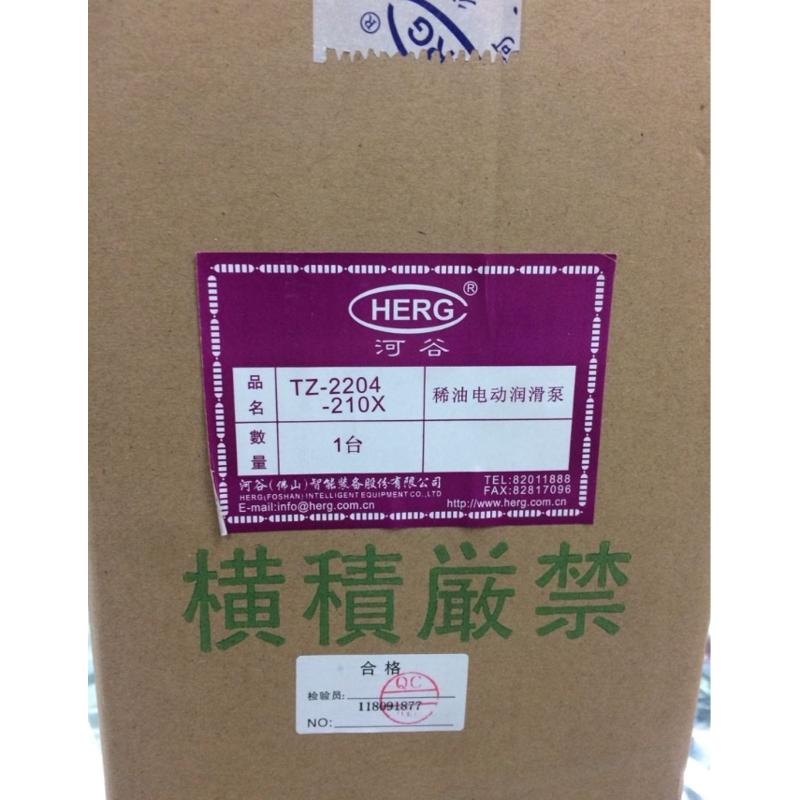 HERG
®
HERG®
河谷
品名
TZ-2204
-210X
稀油电动润滑泵
數量
1台
河谷(佛山)智能装备股份有限公司
HERG(FOSHAN)INTELLIGENT EQUIPMENT CO.,LTD
E-mail:info@herg.com.cn
TEL:82011888
FAX:82817096
http://www.herg.com.cn
横積厳禁
合格
检验员:
QC
118091877
NO: